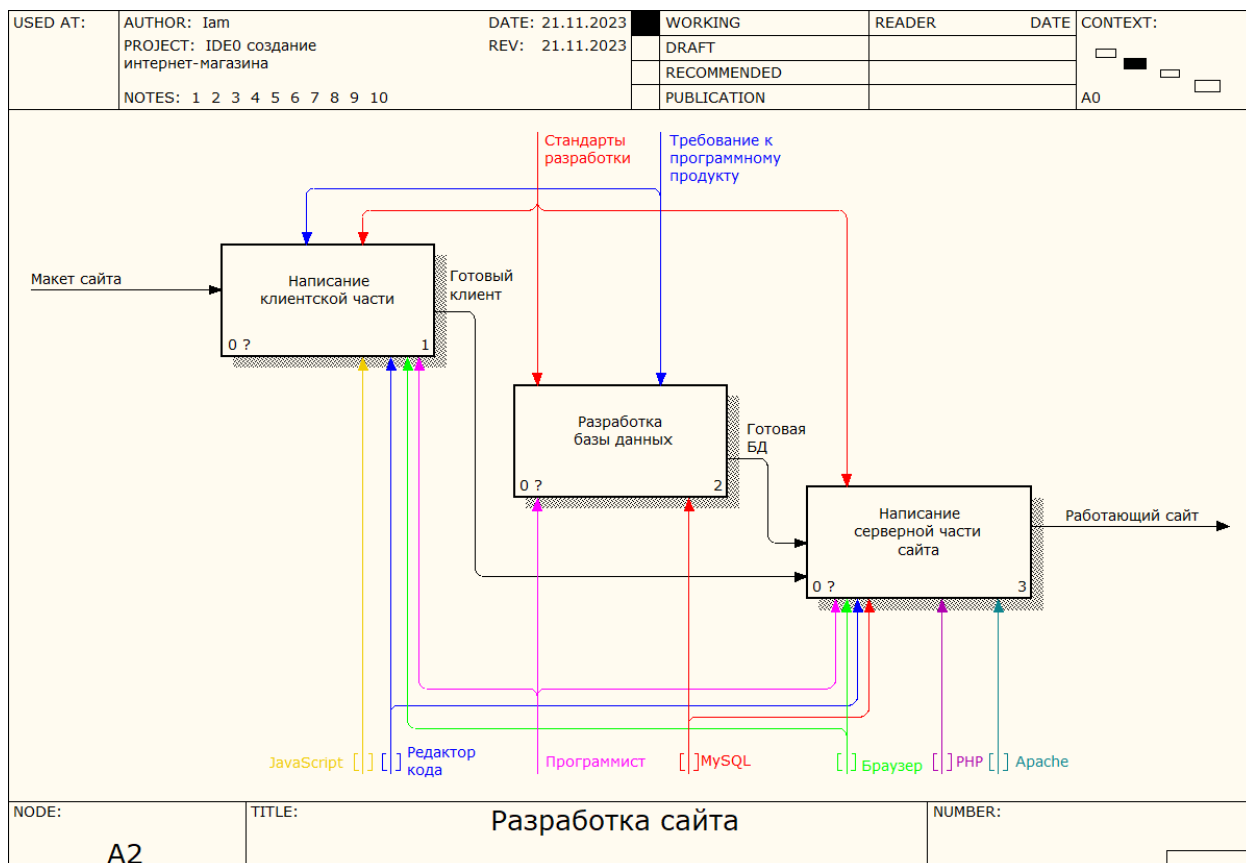 USED AT:
AUTHOR: Iam
DATE: 21.11.2023
WORKING
READER
DATE
CONTEXT:
PROJECT: IDE0 создание
интернет-магазина
REV: 21.11.2023
DRAFT
RECOMMENDED
NOTES: 1 2 3 4 5 6 7 8 9 10
PUBLICATION
A0
Стандарты
разработки
Требование к
программному
продукту
Макет сайта
Написание
клиентской части
0 ?
1
Готовый
клиент
Разработка
базы данных
0 ?
2
Готовая
БД
Написание
серверной части
сайта
0 ?
3
Работающий сайт
JavaScript
Редактор
кода
Программист
MySQL
Браузер
PHP
Apache
NODE:
A2
TITLE:
Разработка сайта
NUMBER: